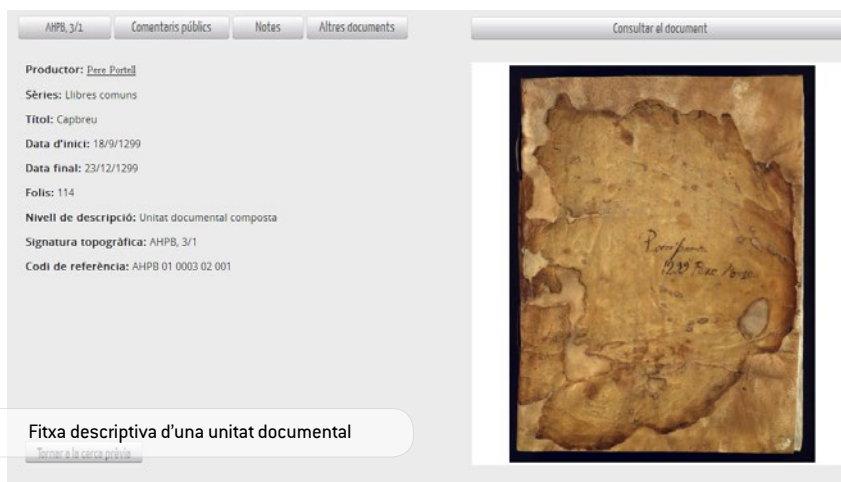 AHPB, 3/1
Comentaris públics
Notes
Altres documents
Consultar el document
Productor: Pere Portell
Sèries: Llibres comuns
Títol: Capbreu
Data d'inici: 18/9/1299
Data final: 23/12/1299
Folis: 114
Nivell de descripció: Unitat documental composta
Signatura topogràfica: AHPB, 3/1
Codi de referència: AHPB 01 0003 02 001
1299
Fitxa descriptiva d'una unitat documental
Tornar a la cerca prèvia